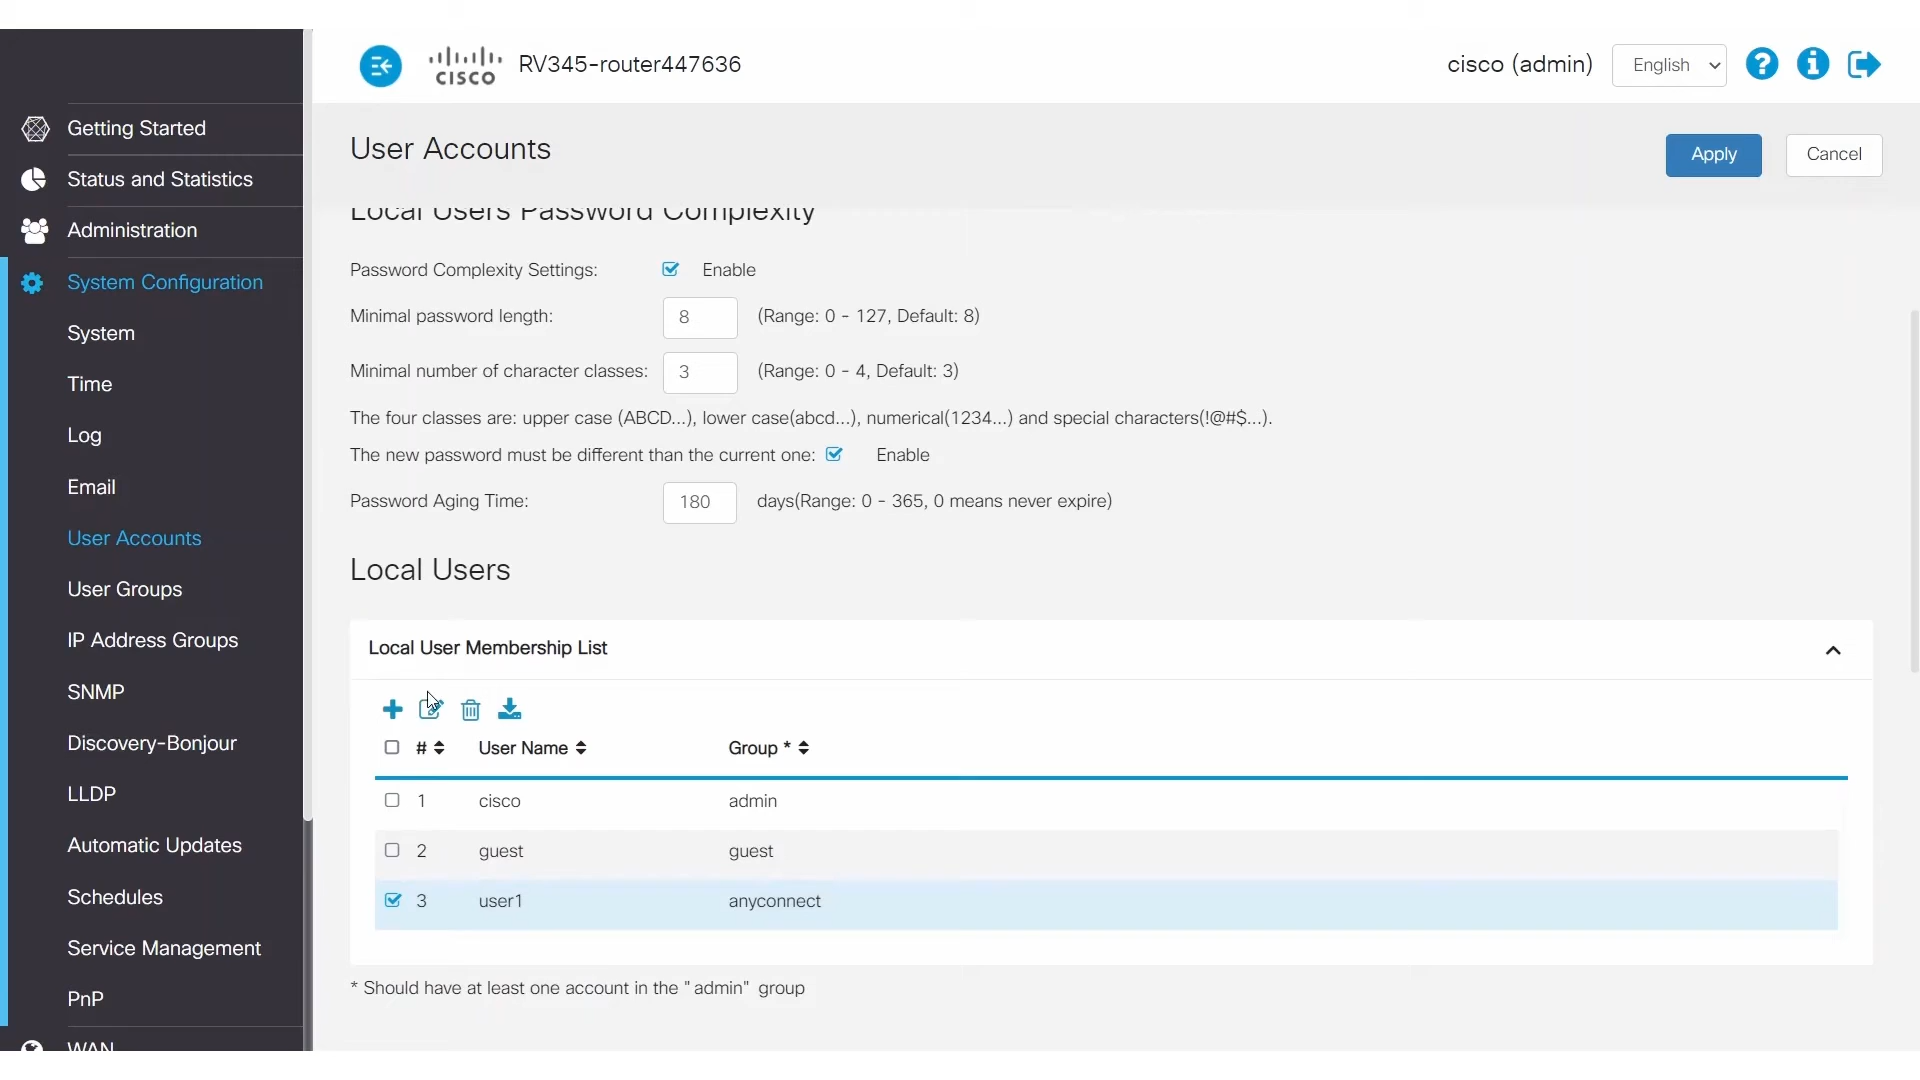 CISCO RV345-router447636 cisco (admin) English
User Accounts Apply Cancel
Getting Started
Status and Statistics
Administration
System Configuration
System
Time
Log
Email
User Accounts
User Groups
IP Address Groups
SNMP
Discovery-Bonjour
LLDP
Automatic Updates
Schedules
Service Management
PnP
WAN
Local Users Password Complexity
Password Complexity Settings: Enable
Minimal password length: 8 (Range: 0 - 127, Default: 8)
Minimal number of character classes: 3 (Range: 0 - 4, Default: 3)
The four classes are: upper case (ABCD...), lower case(abcd...), numerical(1234...) and special characters(!@#$...).
The new password must be different than the current one: Enable
Password Aging Time: 180 days(Range: 0 - 365, 0 means never expire)
Local Users
Local User Membership List
# User Name Group *
1 cisco admin
2 guest guest
3 user1 anyconnect
* Should have at least one account in the "admin" group